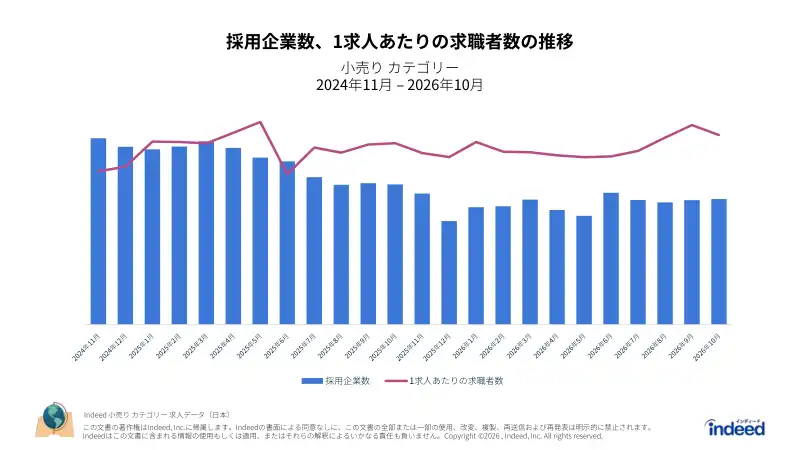 採用企業数、1求人あたりの求職者数の推移
小売り カテゴリー
2024年11月 – 2026年10月
2024年11月
2024年12月
2025年1月
2025年2月
2025年3月
2025年4月
2025年5月
2025年6月
2025年7月
2025年8月
2025年9月
2025年10月
2025年11月
2025年12月
2026年1月
2026年2月
2026年3月
2026年4月
2026年5月
2026年6月
2026年7月
2026年8月
2026年9月
2026年10月
採用企業数
1求人あたりの求職者数
Indeed 小売り カテゴリー 求人データ（日本）
この文書の著作権はIndeed, Inc.に帰属します。Indeedの書面による同意なしに、この文書の全部または一部の使用、改変、複製、再送信および再発表は明示的に禁止されます。
Indeedはこの文書に含まれる情報の使用もしくは適用、またはそれらの解釈によるいかなる責任も負いません。Copyright ©2026 , Indeed, Inc. All rights reserved.
インディード
indeed